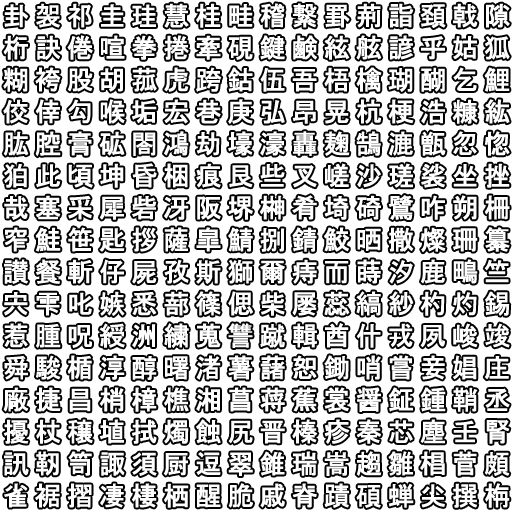 卦袈祁圭珪慧桂畦稽繋罫荊詣頚戟隙
桁訣倦喧拳捲牽硯鍵鹸絃舷諺乎姑狐
糊袴股胡菰虎跨鈷伍吾梧檎瑚醐乞鯉
佼倖勾喉垢宏巷庚弘昂晃杭梗浩糠紘
肱腔膏砿閤鴻劫壕濠轟麹鵠漉甑忽惚
狛此頃坤昏梱痕艮些叉嵯沙瑳裟坐挫
哉塞采犀砦冴阪堺榊肴埼碕鷺咋朔柵
窄鮭笹匙拶薩皐鯖捌錆鮫晒撒燦珊纂
讃餐斬仔屍孜斯獅爾痔而蒔汐鹿鴫竺
宍雫叱嫉悉蔀篠偲柴屡蕊縞紗杓灼錫
惹腫呪綬洲繍蒐讐蹴輯酋什戎夙峻竣
舜駿楯淳醇曙渚薯藷恕鋤哨嘗妾娼庄
廠捷昌梢樟樵湘菖蒋蕉裳醤鉦鍾鞘丞
擾杖穣埴拭燭蝕尻晋榛疹秦芯塵壬腎
訊靭笥諏須厨逗翠錐瑞嵩趨雛椙菅頗
雀裾摺凄棲栖醒脆戚脊蹟碩蝉尖撰栴